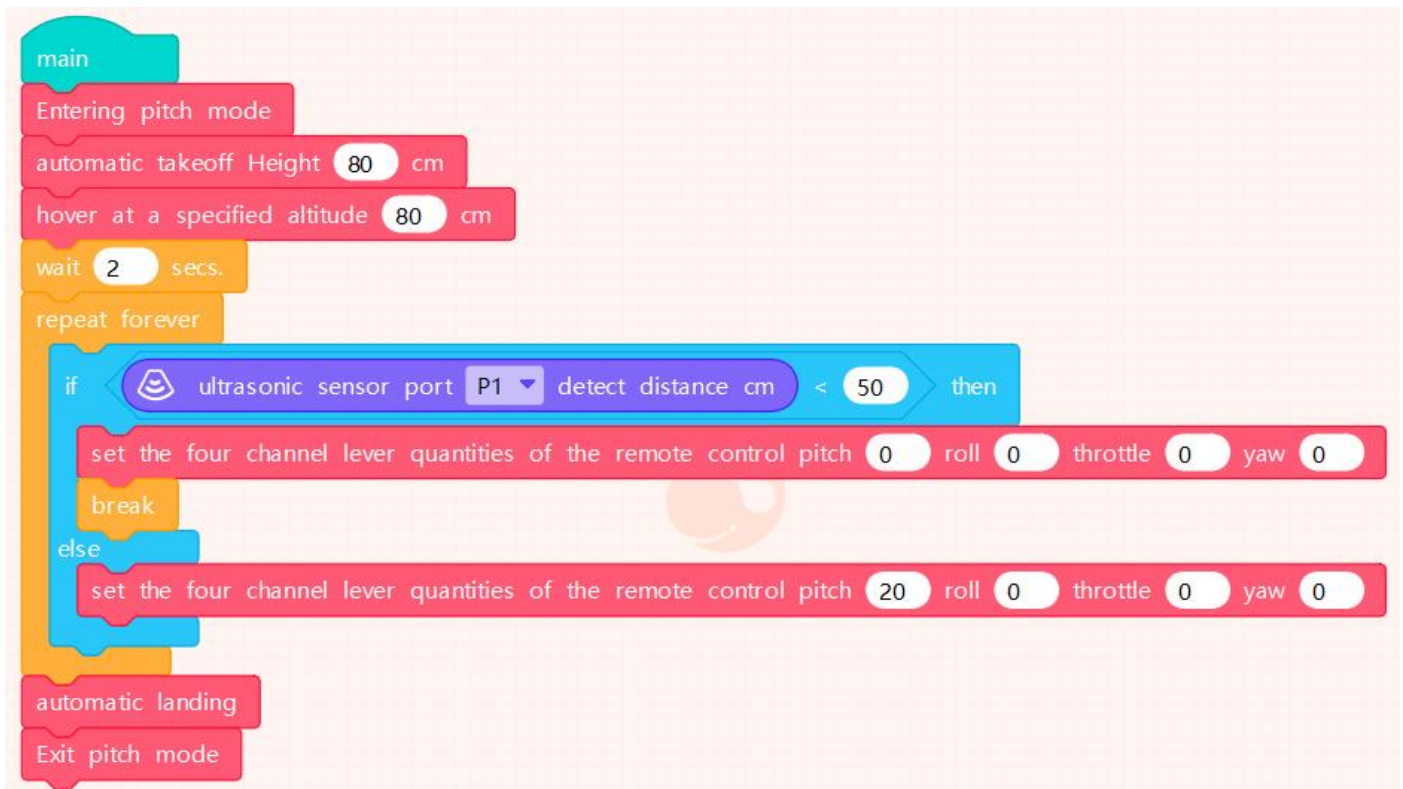 main
Entering pitch mode
automatic takeoff Height 80 cm
hover at a specified altitude 80 cm
wait 2 secs.
repeat forever
if ultrasonic sensor port P1 detect distance cm < 50 then
set the four channel lever quantities of the remote control pitch 0 roll 0 throttle 0 yaw 0
break
else
set the four channel lever quantities of the remote control pitch 20 roll 0 throttle 0 yaw 0
automatic landing
Exit pitch mode